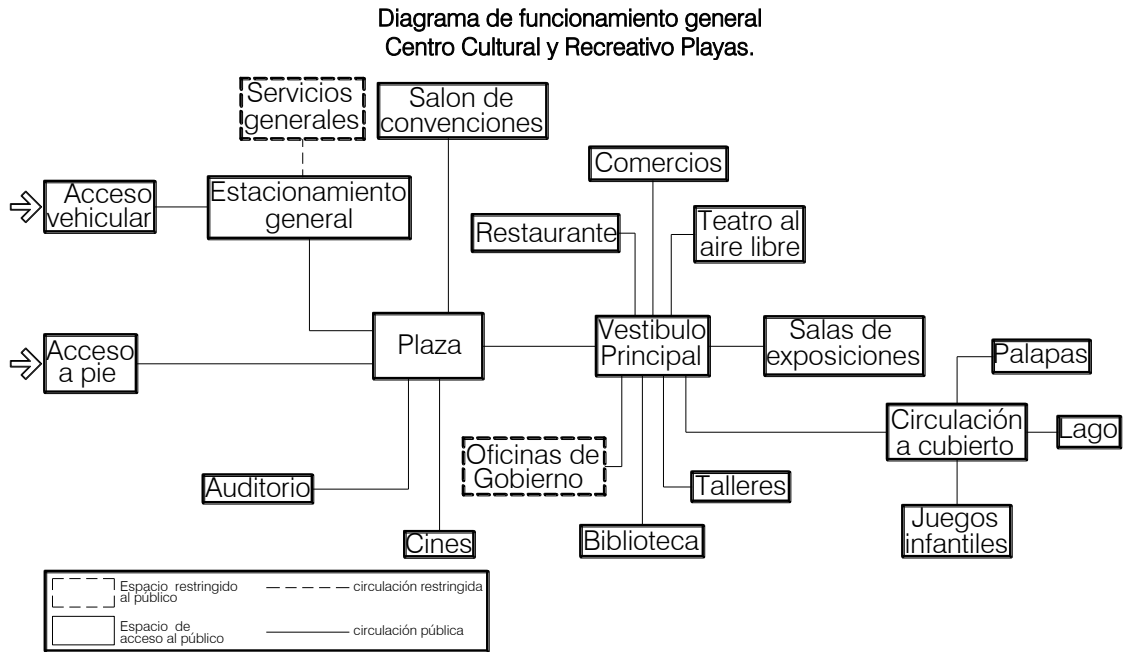 Diagrama de funcionamiento general
Centro Cultural y Recreativo Playas.
Servicios
generales
Salon de
convenciones
Comercios
Acceso
vehicular
Estacionamiento
general
Restaurante
Teatro al
aire libre
Acceso
a pie
Plaza
Vestibulo
Principal
Salas de
exposiciones
Palapas
Circulación
a cubierto
Lago
Oficinas de
Gobierno
Auditorio
Talleres
Cines
Biblioteca
Juegos
infantiles
Espacio restringido
al público
circulación restringida
Espacio de
acceso al público
circulación pública